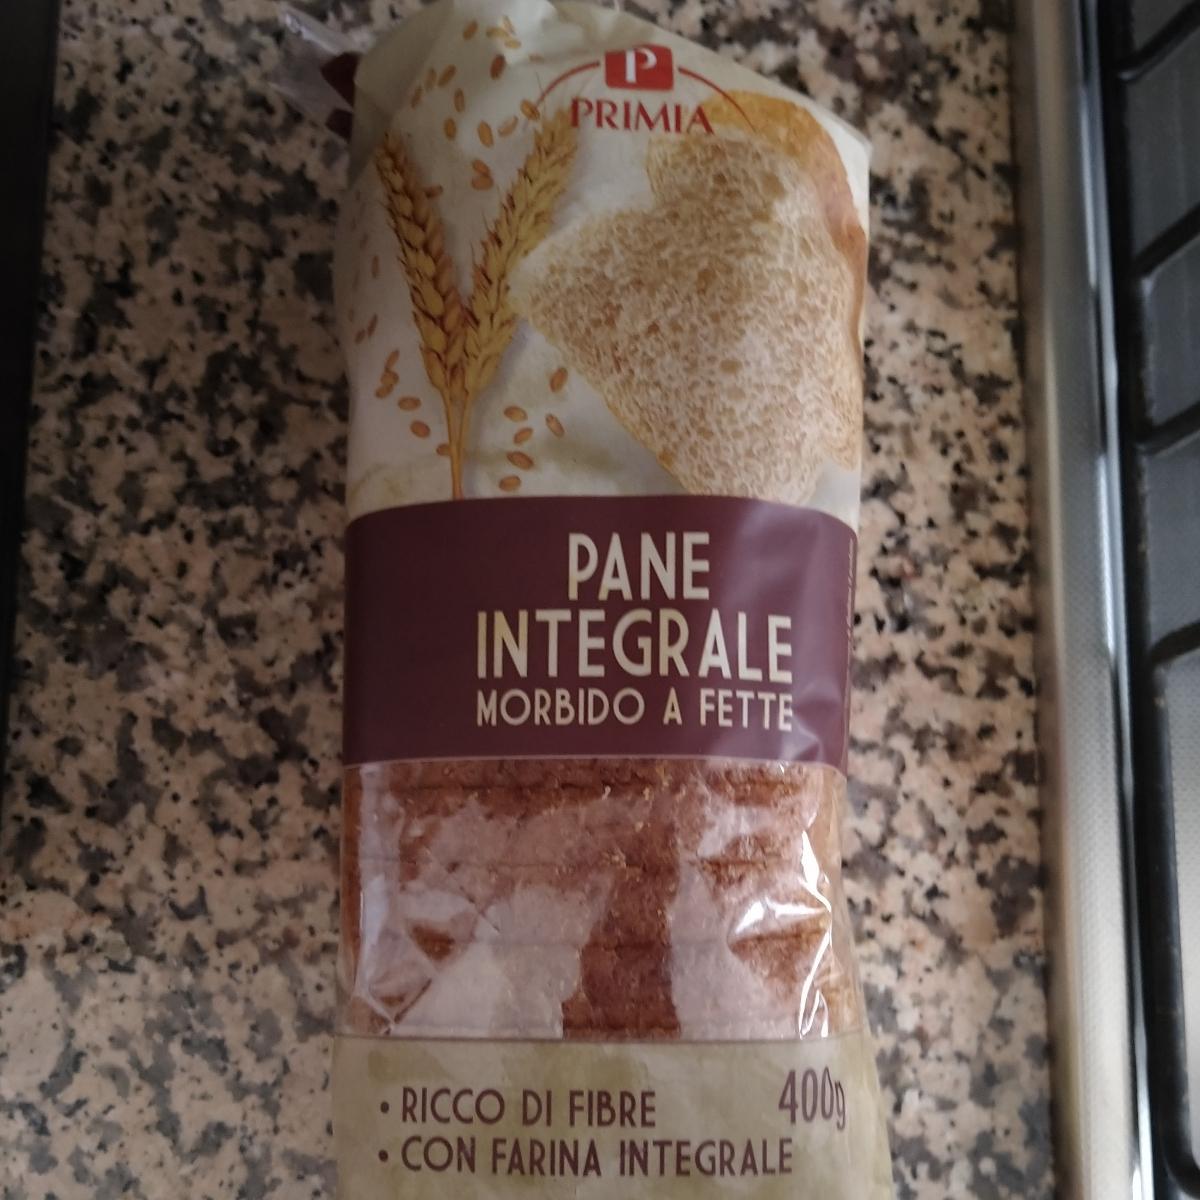 P
PRIMIA
PANE
INTEGRALE
MORBIDO A FETTE
• RICCO DI FIBRE
400g
• CON FARINA INTEGRALE